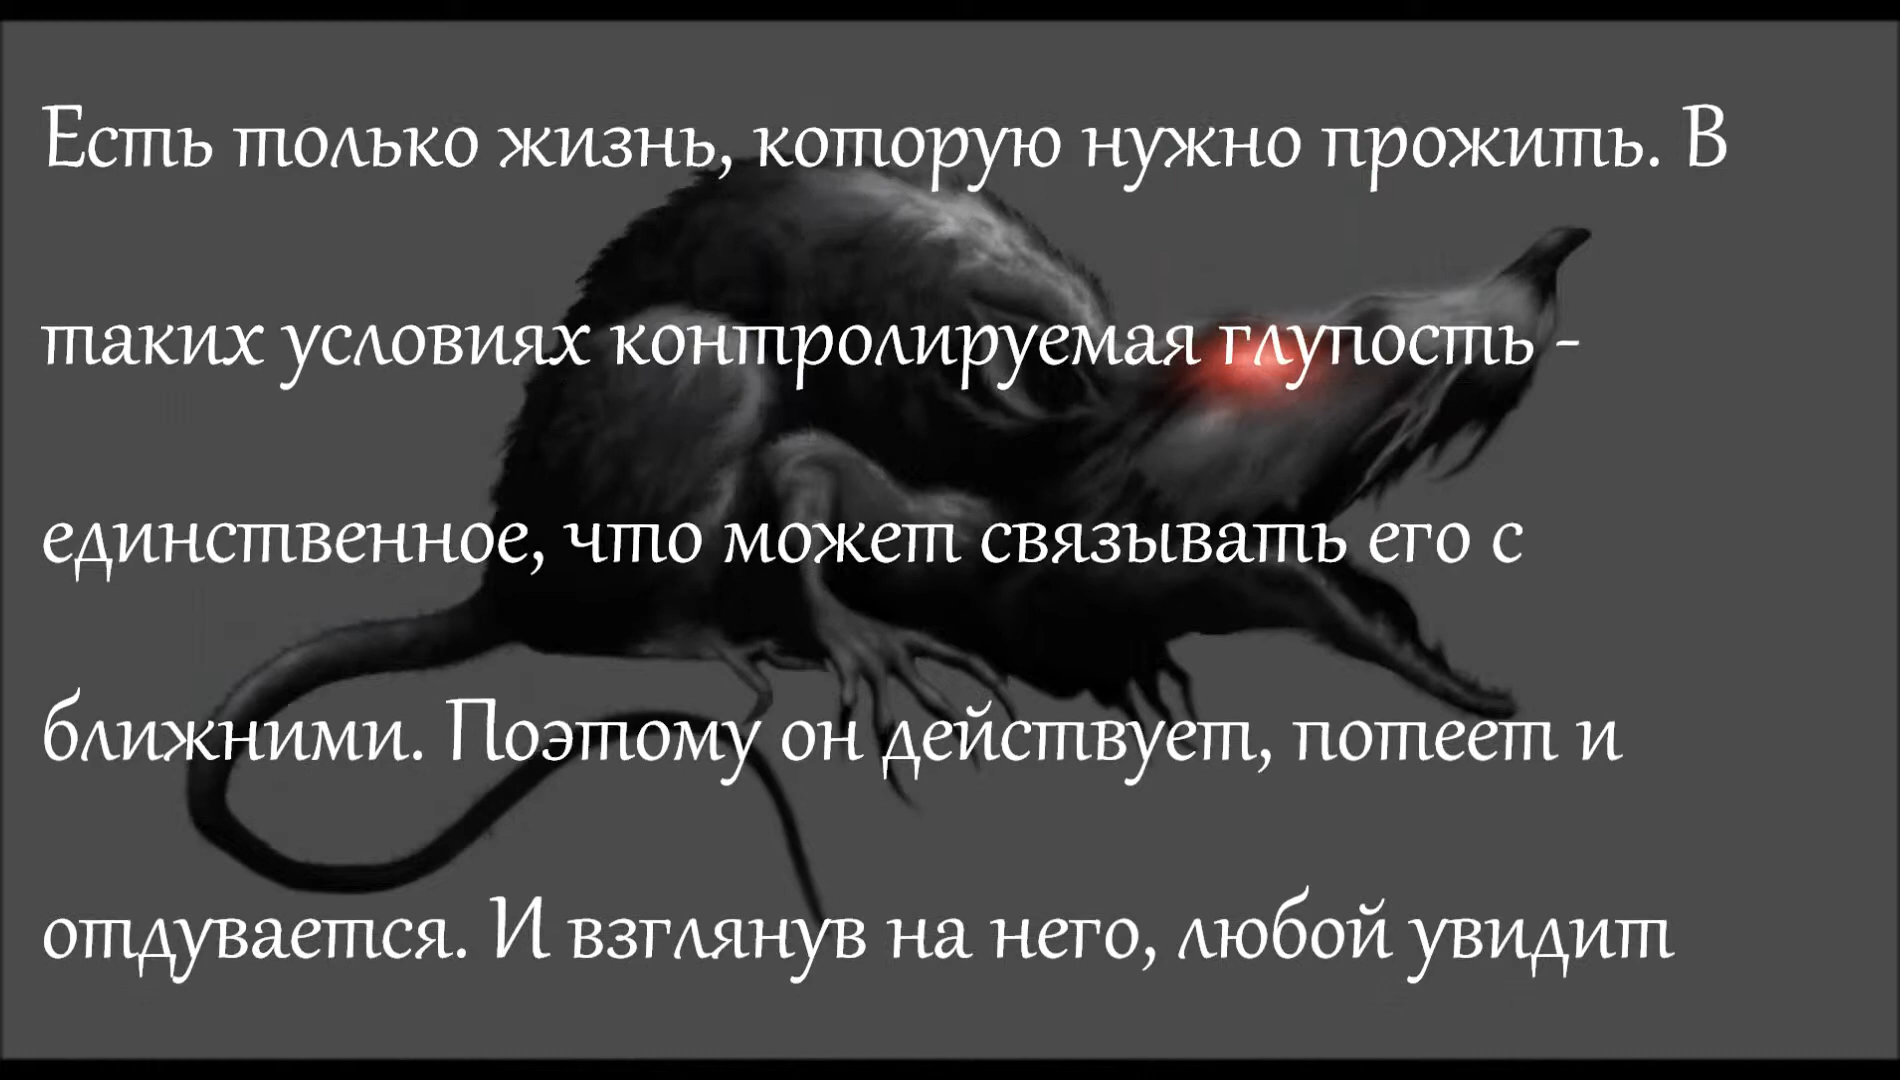 Есть только жизнь, которую нужно прожить. В
таких условиях контролируемая глупость -
единственное, что может связывать его с
ближними. Поэтому он действует, потеет и
отдувается. И взглянув на него, любой увидит